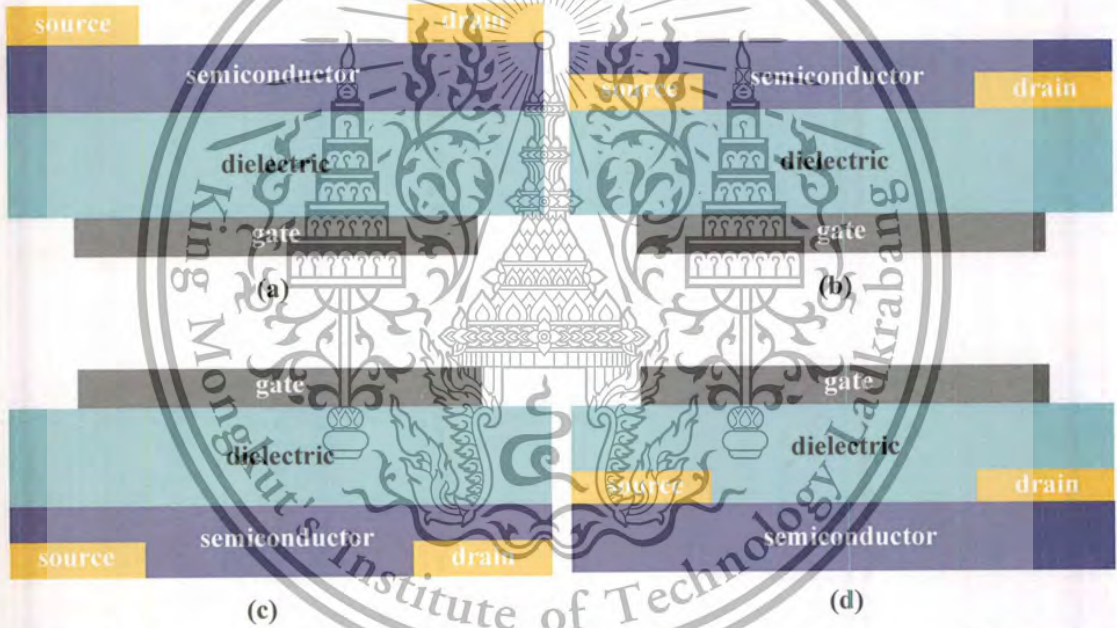 source drain
semiconductor
dielectric
gate
(a)
semiconductor
source drain
dielectric
gate
(b)
gate
dielectric
semiconductor
source drain
(c)
gate
dielectric
source drain
semiconductor
(d)
King Mongkut's Institute of Technology Ladkrabang